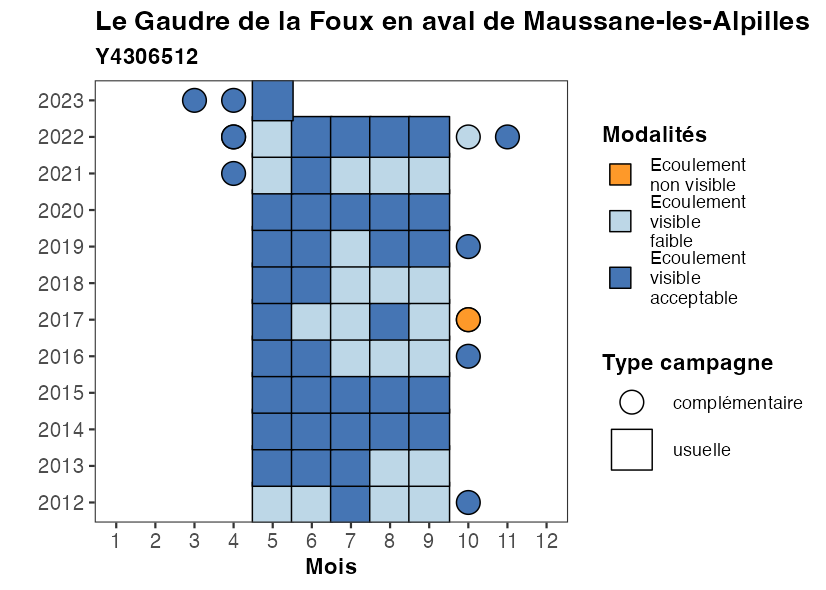 Le Gaudre de la Foux en aval de Maussane-les-Alpilles
Y4306512
2023
2022
2021
2020
2019
2018
2017
2016
2015
2014
2013
2012
1 2 3 4 5 6 7 8 9 10 11 12
Mois
Modalités
Ecoulement
non visible
Ecoulement
visible
faible
Ecoulement
visible
acceptable
Type campagne
complémentaire
usuelle